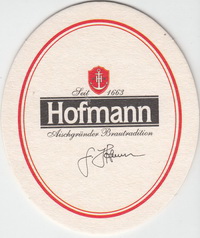 Seit 1663
Hofmann
Aischgründer Brautradition